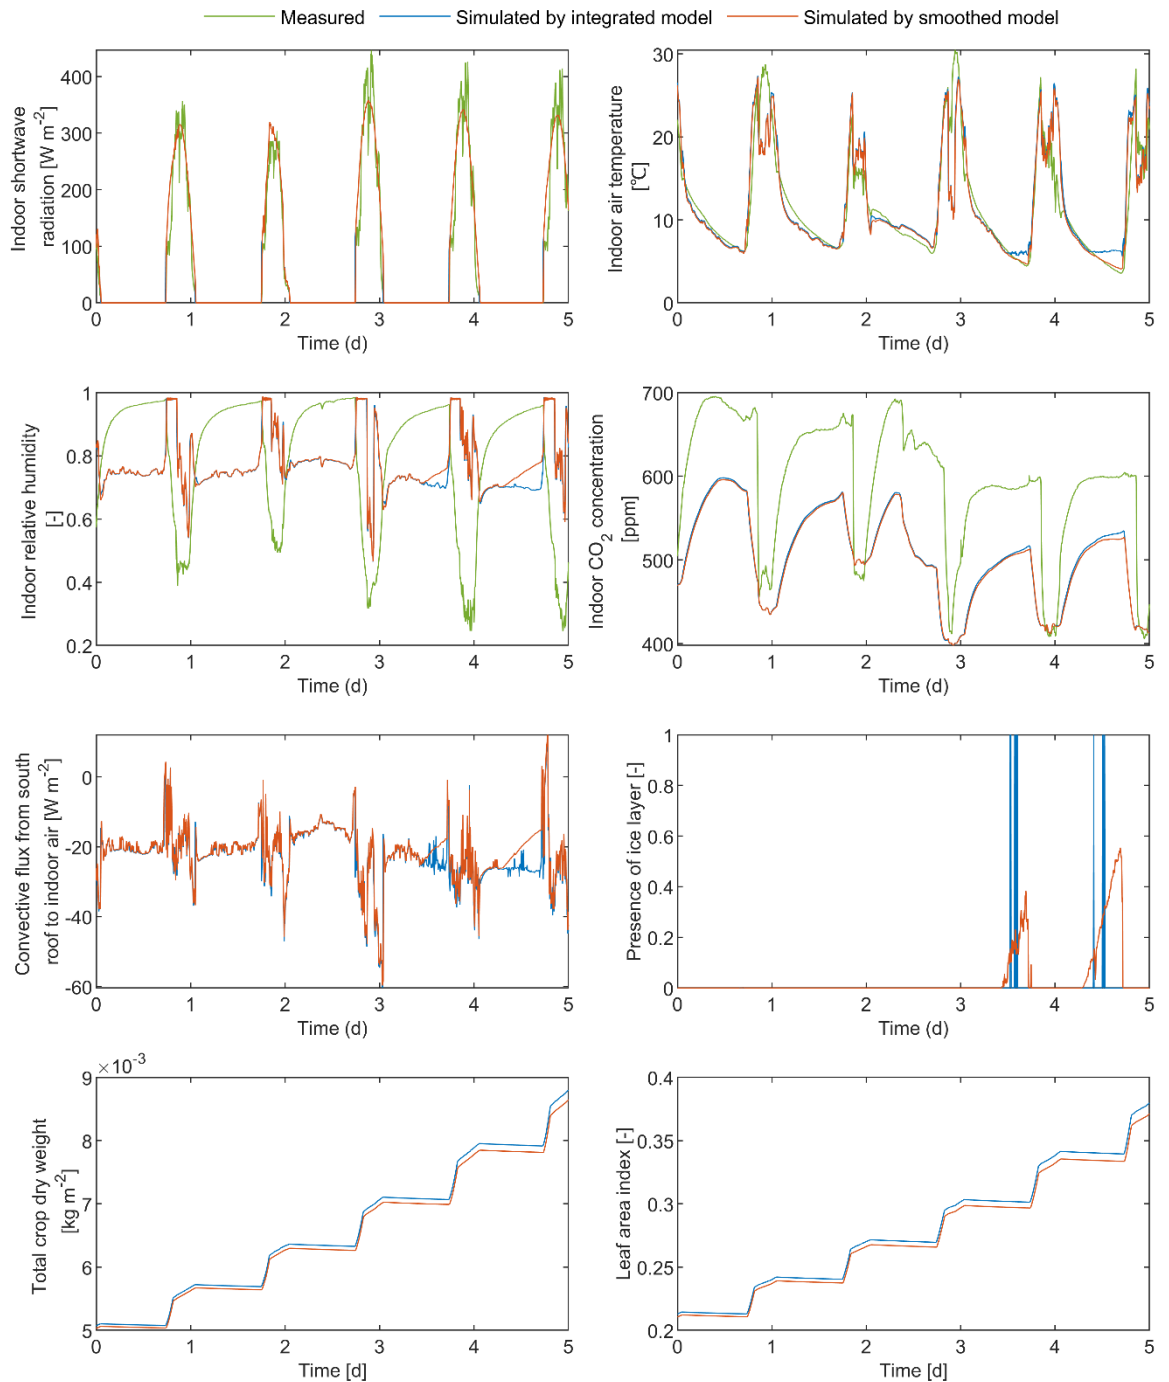 Measured Simulated by integrated model Simulated by smoothed model
400
300
200
100
0
0 1 2 3 4 5
Time (d)
Indoor shortwave
radiation [W m-2]
30
20
10
0
0 1 2 3 4 5
Time (d)
Indoor air temperature
[℃]
1
0.8
0.6
0.4
0.2
0 1 2 3 4 5
Time (d)
Indoor relative humidity
[-]
700
600
500
400
0 1 2 3 4 5
Time (d)
Indoor CO2 concentration
[ppm]
0
-20
-40
-60
0 1 2 3 4 5
Time (d)
Convective flux from south
roof to indoor air [W m-2]
1
0.8
0.6
0.4
0.2
0
0 1 2 3 4 5
Time (d)
Presence of ice layer [-]
×10-3
9
8
7
6
5
0 1 2 3 4 5
Time [d]
Total crop dry weight
[kg m-2]
0.4
0.35
0.3
0.25
0.2
0 1 2 3 4 5
Time [d]
Leaf area index [-]